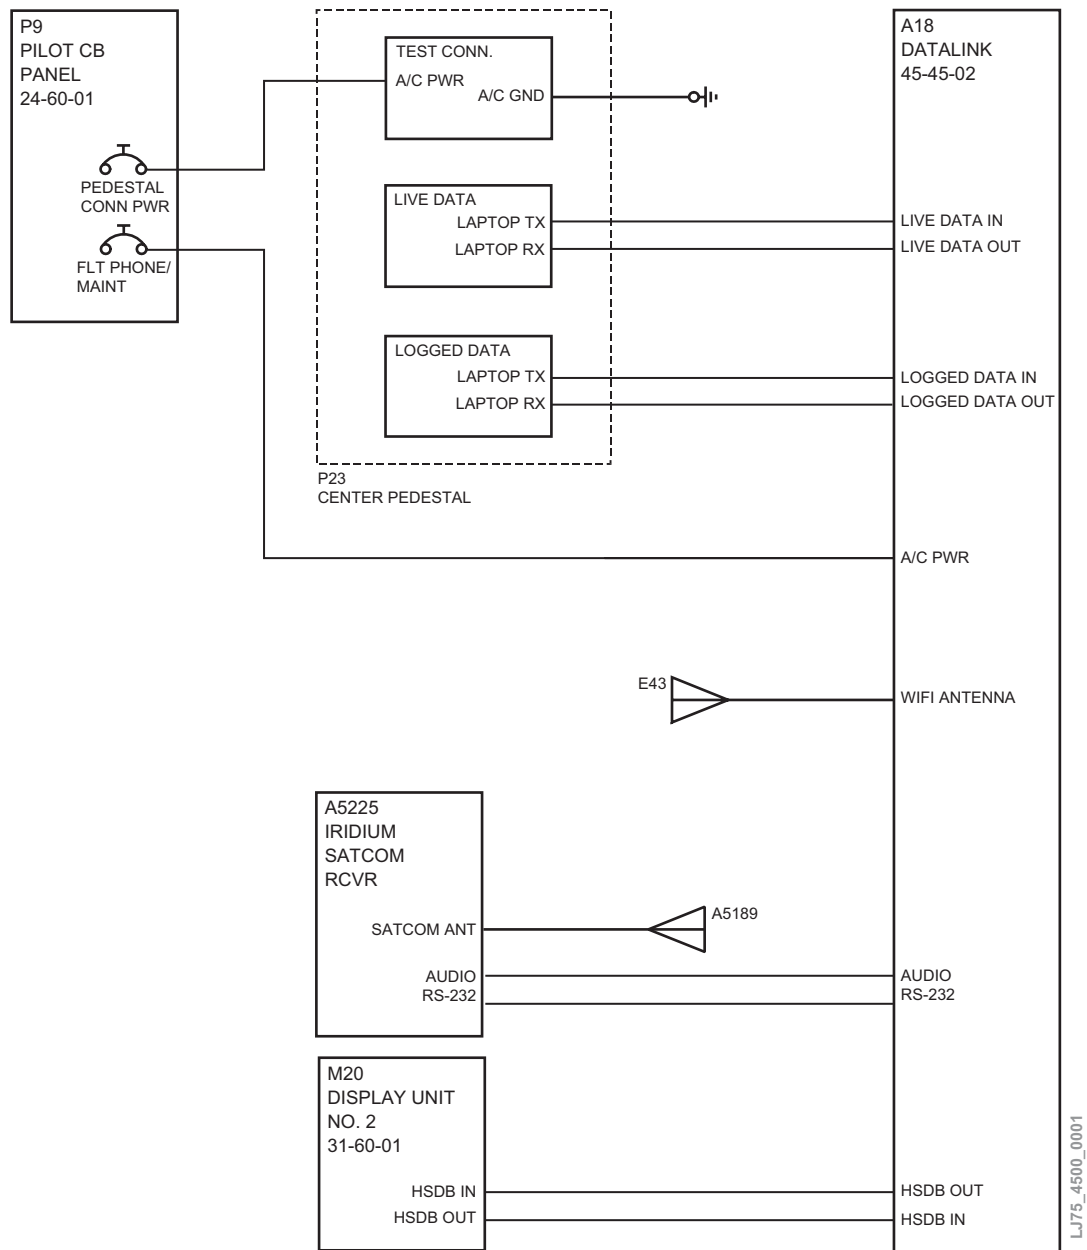 P9
PILOT CB
PANEL
24-60-01
PEDESTAL
CONN PWR
FLT PHONE/
MAINT
TEST CONN.
A/C PWR
A/C GND
LIVE DATA
LAPTOP TX
LAPTOP RX
LOGGED DATA
LAPTOP TX
LAPTOP RX
P23
CENTER PEDESTAL
A18
DATALINK
45-45-02
LIVE DATA IN
LIVE DATA OUT
LOGGED DATA IN
LOGGED DATA OUT
A/C PWR
E43
WIFI ANTENNA
A5225
IRIDIUM
SATCOM
RCVR
SATCOM ANT
A5189
AUDIO
RS-232
AUDIO
RS-232
M20
DISPLAY UNIT
NO. 2
31-60-01
HSDB IN
HSDB OUT
HSDB OUT
HSDB IN
LJ75_4500_0001